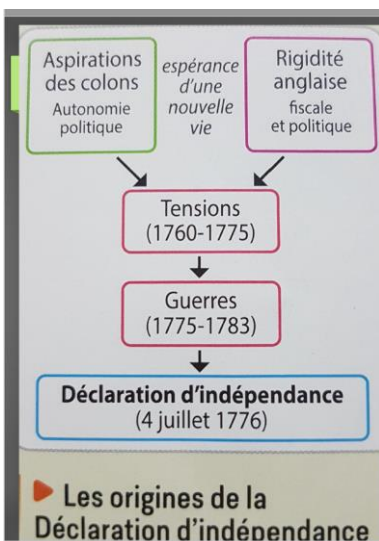 Aspirations
des colons
Autonomie
politique
espérance
d'une
nouvelle
vie
Rigidité
anglaise
fiscale
et politique
Tensions
(1760-1775)
Guerres
(1775-1783)
Déclaration d'indépendance
(4 juillet 1776)
Les origines de la
Déclaration d'indépendance